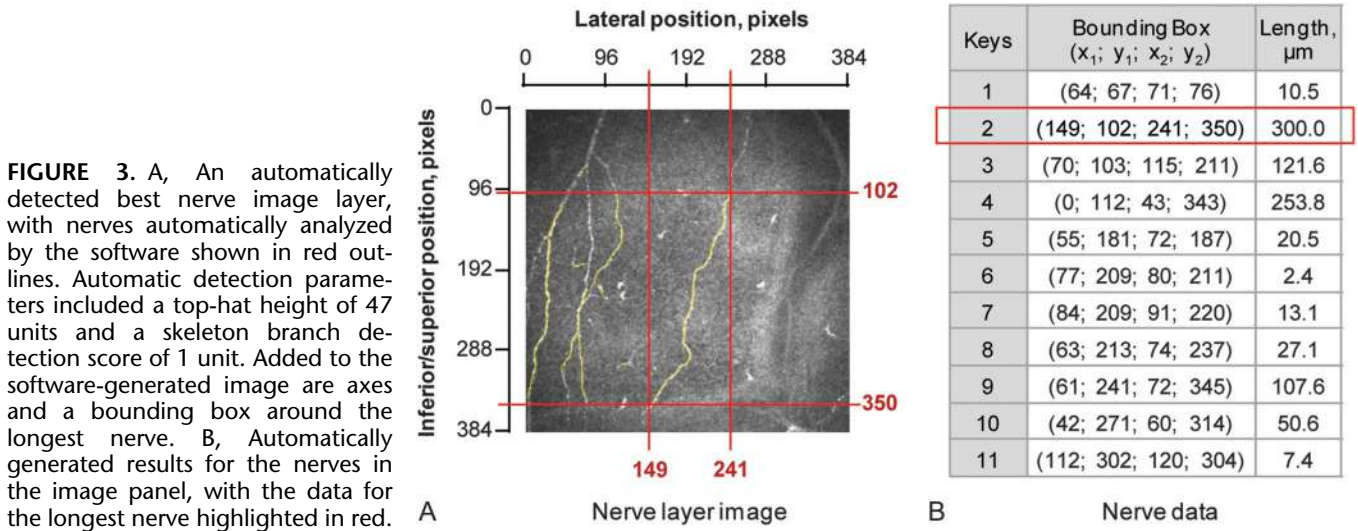 FIGURE 3. A, An automatically
detected best nerve image layer,
with nerves automatically analyzed
by the software shown in red out-
lines. Automatic detection parame-
ters included a top-hat height of 47
units and a skeleton branch de-
tection score of 1 unit. Added to the
software-generated image are axes
and a bounding box around the
longest nerve. B, Automatically
generated results for the nerves in
the image panel, with the data for
the longest nerve highlighted in red.
Lateral position, pixels
0 96 192 288 384
Inferior/superior position, pixels
0
96
192
288
384
102
350
149 241
A Nerve layer image
Keys Bounding Box (x₁; y₁; x₂; y₂) Length, µm
1 (64; 67; 71; 76) 10.5
2 (149; 102; 241; 350) 300.0
3 (70; 103; 115; 211) 121.6
4 (0; 112; 43; 343) 253.8
5 (55; 181; 72; 187) 20.5
6 (77; 209; 80; 211) 2.4
7 (84; 209; 91; 220) 13.1
8 (63; 213; 74; 237) 27.1
9 (61; 241; 72; 345) 107.6
10 (42; 271; 60; 314) 50.6
11 (112; 302; 120; 304) 7.4
B Nerve data